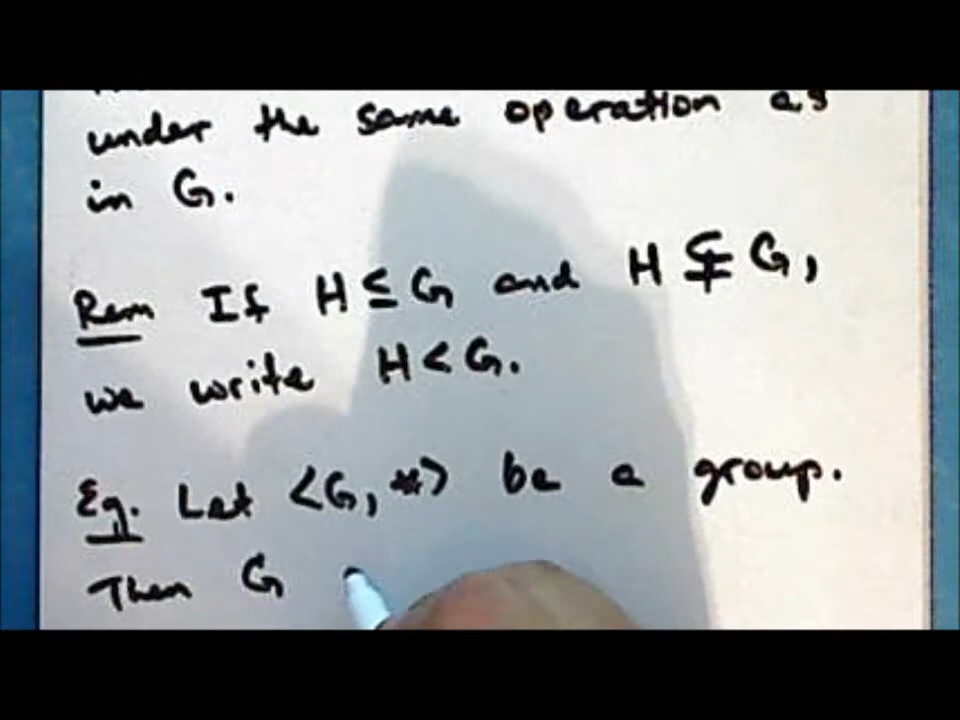 under the same operation as
in G.
Rem If H ≤ G and H ⊊ G,
we write H < G.
Eg. Let <G, *> be a group.
Then G